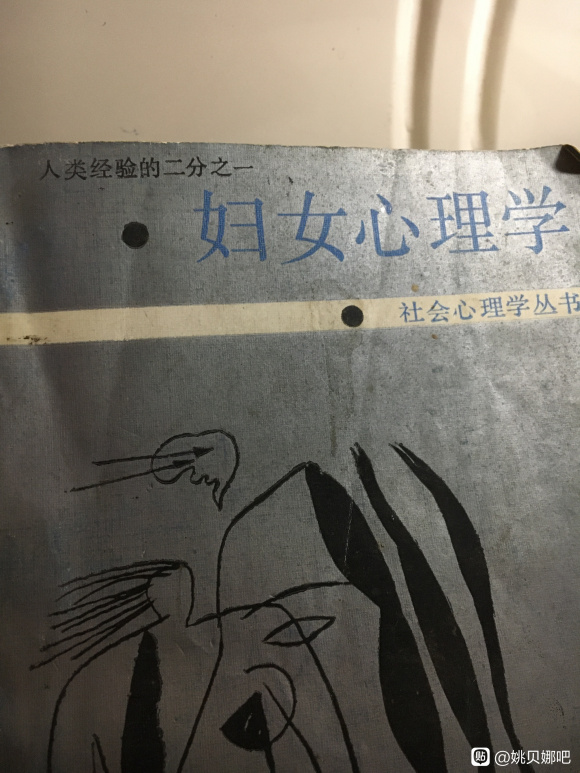 人类经验的二分之一
妇女心理学
社会心理学丛书
贴 @姚贝娜吧